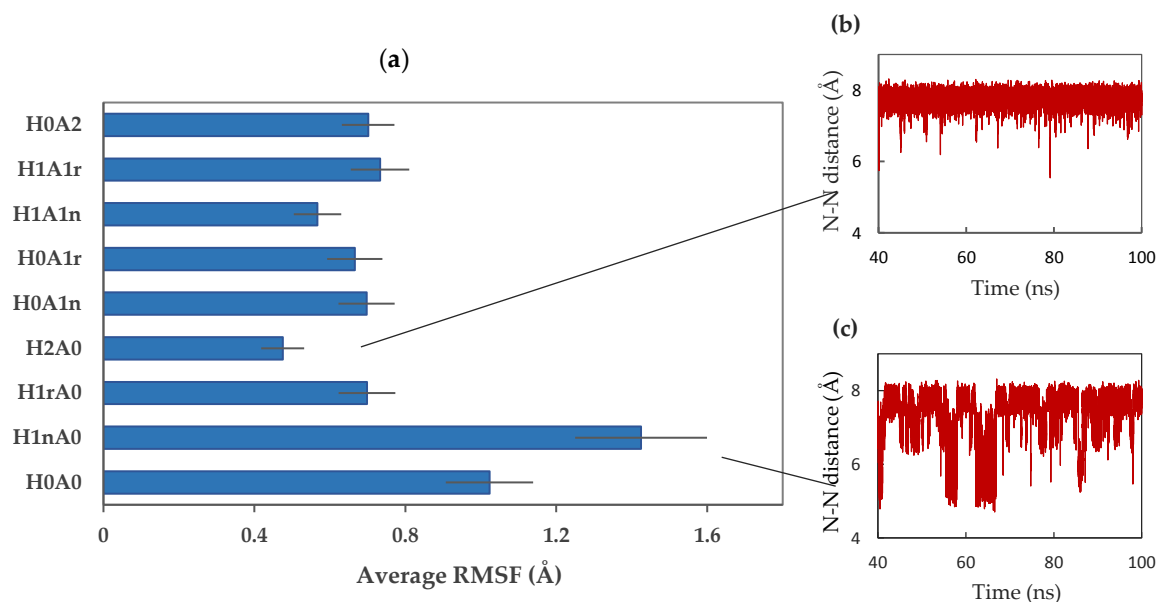 (a)
H0A2
H1A1r
H1A1n
H0A1r
H0A1n
H2A0
H1rA0
H1nA0
H0A0
0 0.4 0.8 1.2 1.6
Average RMSF (Å)
(b)
N-N distance (Å)
8
6
4
40 60 80 100
Time (ns)
(c)
N-N distance (Å)
8
6
4
40 60 80 100
Time (ns)